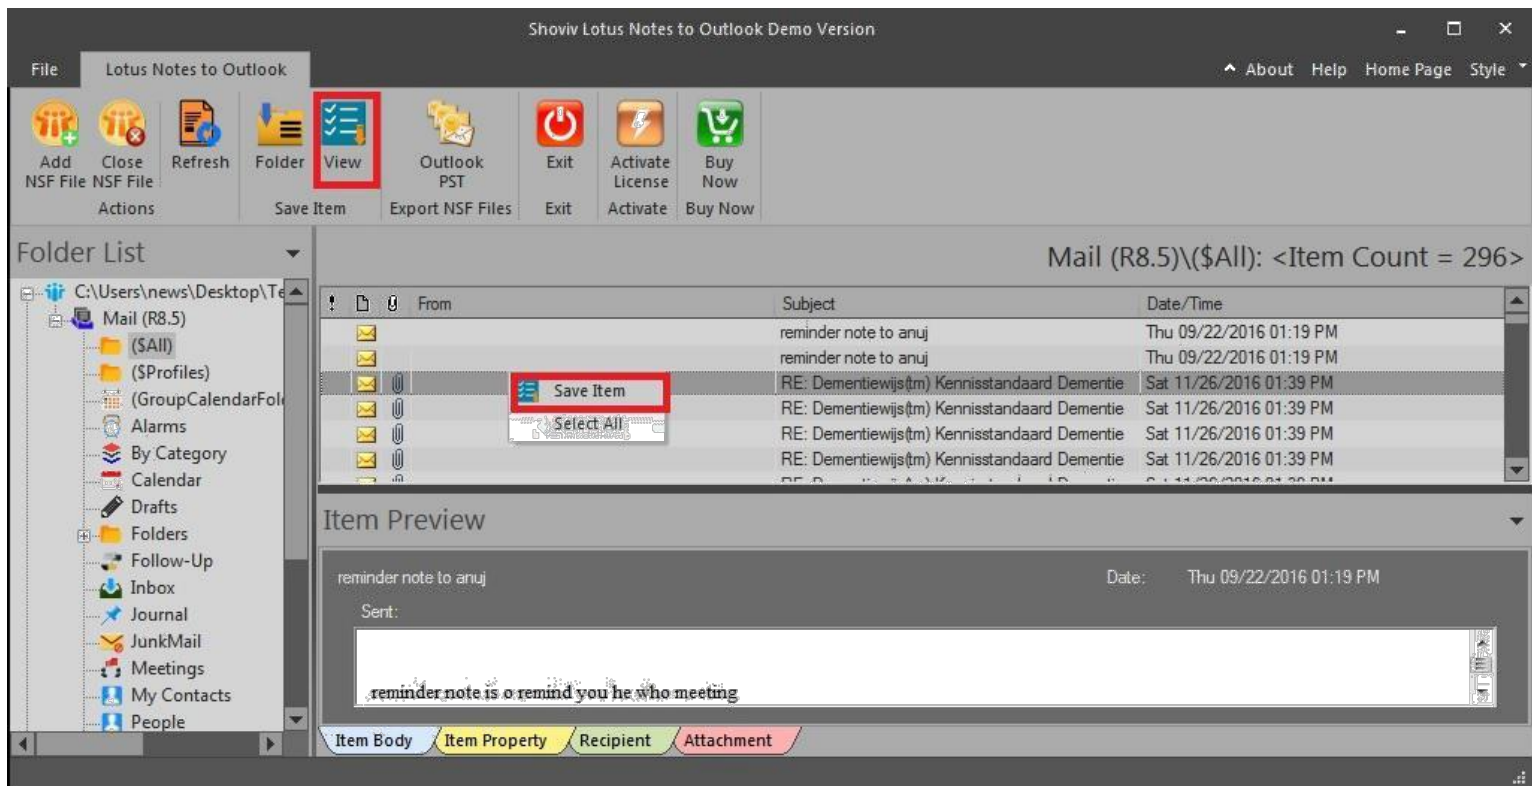 Shoviv Lotus Notes to Outlook Demo Version
File Lotus Notes to Outlook About Help Home Page Style
Add NSF File
Close NSF File
Refresh
Folder
View
Outlook PST
Exit
Activate License
Buy Now
Actions Save Item Export NSF Files Exit Activate Buy Now
Folder List
Mail (R8.5)\($All): <Item Count = 296>
C:\Users\news\Desktop\Te
Mail (R8.5)
($All)
($Profiles)
(GroupCalendarFol
Alarms
By Category
Calendar
Drafts
Folders
Follow-Up
Inbox
Journal
JunkMail
Meetings
My Contacts
People
From Subject Date/Time
reminder note to anuj Thu 09/22/2016 01:19 PM
reminder note to anuj Thu 09/22/2016 01:19 PM
RE: Dementiewijs(tm) Kennisstandaard Dementie Sat 11/26/2016 01:39 PM
RE: Dementiewijs(tm) Kennisstandaard Dementie Sat 11/26/2016 01:39 PM
RE: Dementiewijs(tm) Kennisstandaard Dementie Sat 11/26/2016 01:39 PM
RE: Dementiewijs(tm) Kennisstandaard Dementie Sat 11/26/2016 01:39 PM
Save Item
Select All
Item Preview
reminder note to anuj Date: Thu 09/22/2016 01:19 PM
Sent:
reminder note is o remind you he who meeting
Item Body Item Property Recipient Attachment